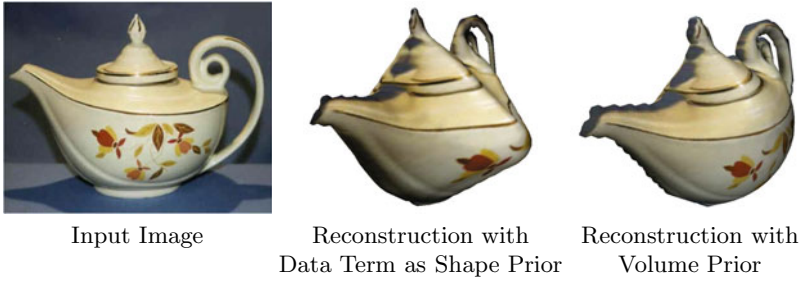 Input Image
Reconstruction with
Data Term as Shape Prior
Reconstruction with
Volume Prior